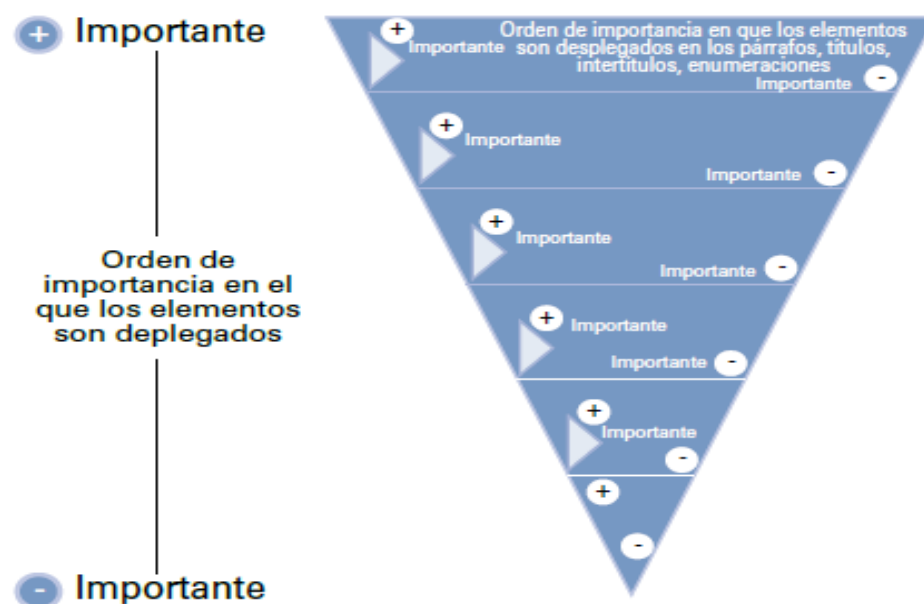 + Importante
Orden de
importancia en el
que los elementos
son deplegados
- Importante
Orden de importancia en que los elementos
son desplegados en los párrafos, títulos,
intertítulos, enumeraciones
+
Importante
Importante -
+
Importante
Importante -
+
Importante
Importante -
+
Importante
Importante -
+
Importante
-
+
-